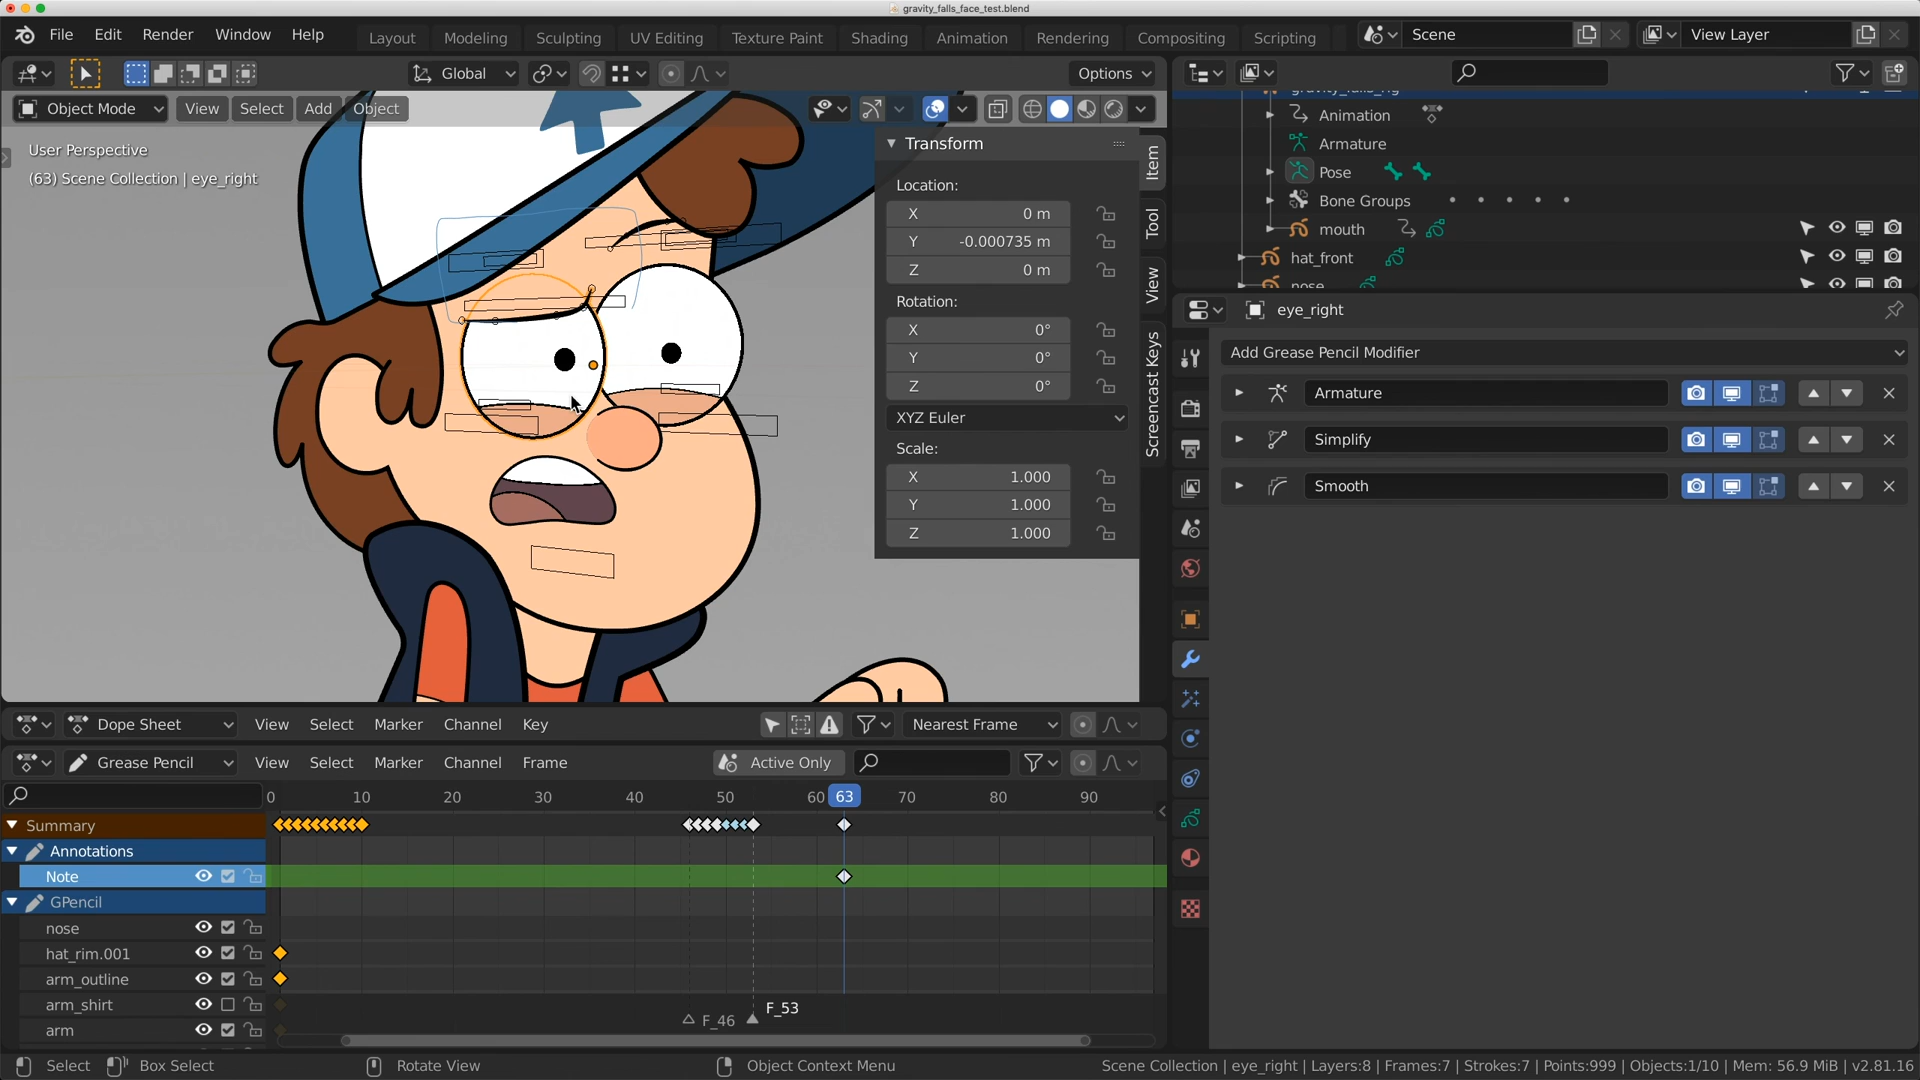 gravity_falls_face_test.blend
File Edit Render Window Help Layout Modeling Sculpting UV Editing Texture Paint Shading Animation Rendering Compositing Scripting Scene View Layer
Global Options
Object Mode View Select Add Object
User Perspective
(63) Scene Collection | eye_right
Transform
Location:
X 0 m
Y -0.000735 m
Z 0 m
Rotation:
X 0°
Y 0°
Z 0°
XYZ Euler
Scale:
X 1.000
Y 1.000
Z 1.000
Item
Tool
View
Screencast Keys
gravity_falls_rig
Animation
Armature
Pose
Bone Groups
mouth
hat_front
nose
eye_right
Add Grease Pencil Modifier
Armature
Simplify
Smooth
Dope Sheet View Select Marker Channel Key Nearest Frame
Grease Pencil View Select Marker Channel Frame Active Only
0 10 20 30 40 50 60 63 70 80 90
Summary
Annotations
Note
GPencil
nose
hat_rim.001
arm_outline
arm_shirt
arm
F_46 F_53
Select Box Select Rotate View Object Context Menu Scene Collection | eye_right | Layers:8 | Frames:7 | Strokes:7 | Points:999 | Objects:1/10 | Mem: 56.9 MiB | v2.81.16